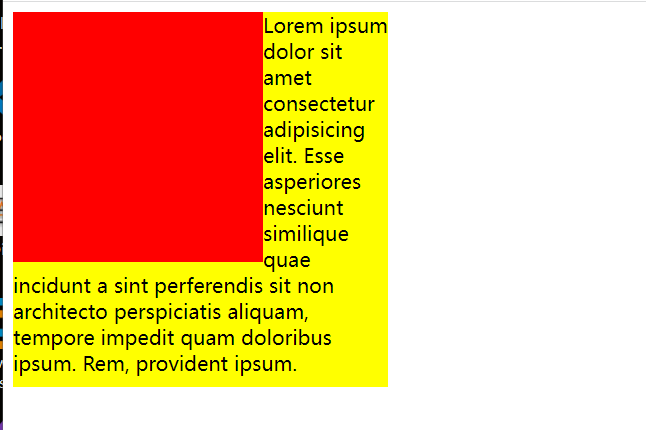 Lorem ipsum
dolor sit
amet
consectetur
adipisicing
elit. Esse
asperiores
nesciunt
similique
quae
incidunt a sint perferendis sit non
architecto perspiciatis aliquam,
tempore impedit quam doloribus
ipsum. Rem, provident ipsum.